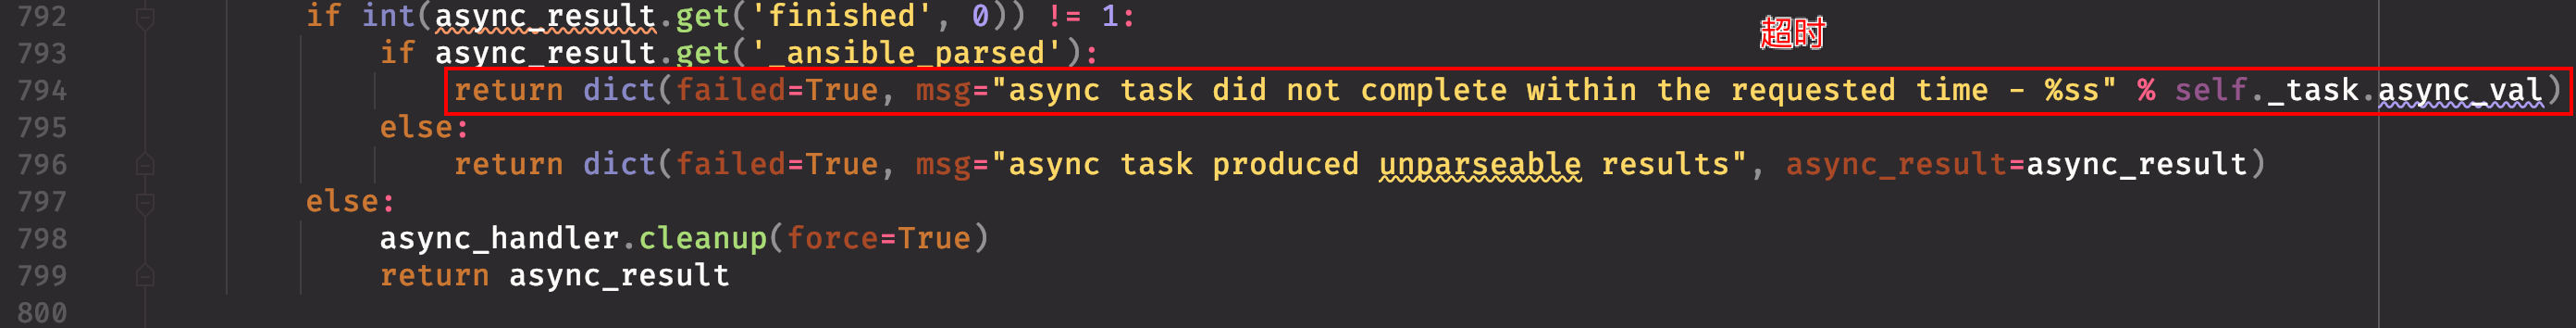 792 if int(async_result.get('finished', 0)) != 1:
超时
793 if async_result.get('_ansible_parsed'):
794 return dict(failed=True, msg="async task did not complete within the requested time - %ss" % self._task.async_val)
795 else:
796 return dict(failed=True, msg="async task produced unparseable results", async_result=async_result)
797 else:
798 async_handler.cleanup(force=True)
799 return async_result
800